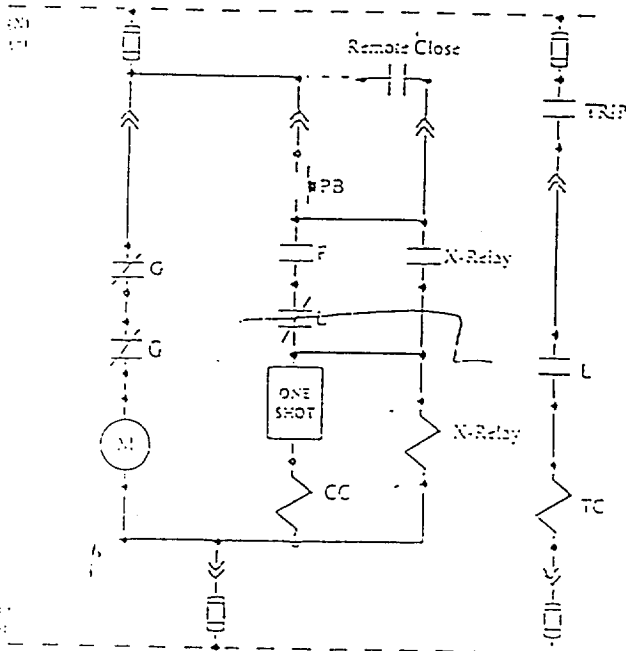 Remote Close
TRIP
PB
F
X-Relay
G
L
G
L
ONE
SHOT
M
X-Relay
CC
TC